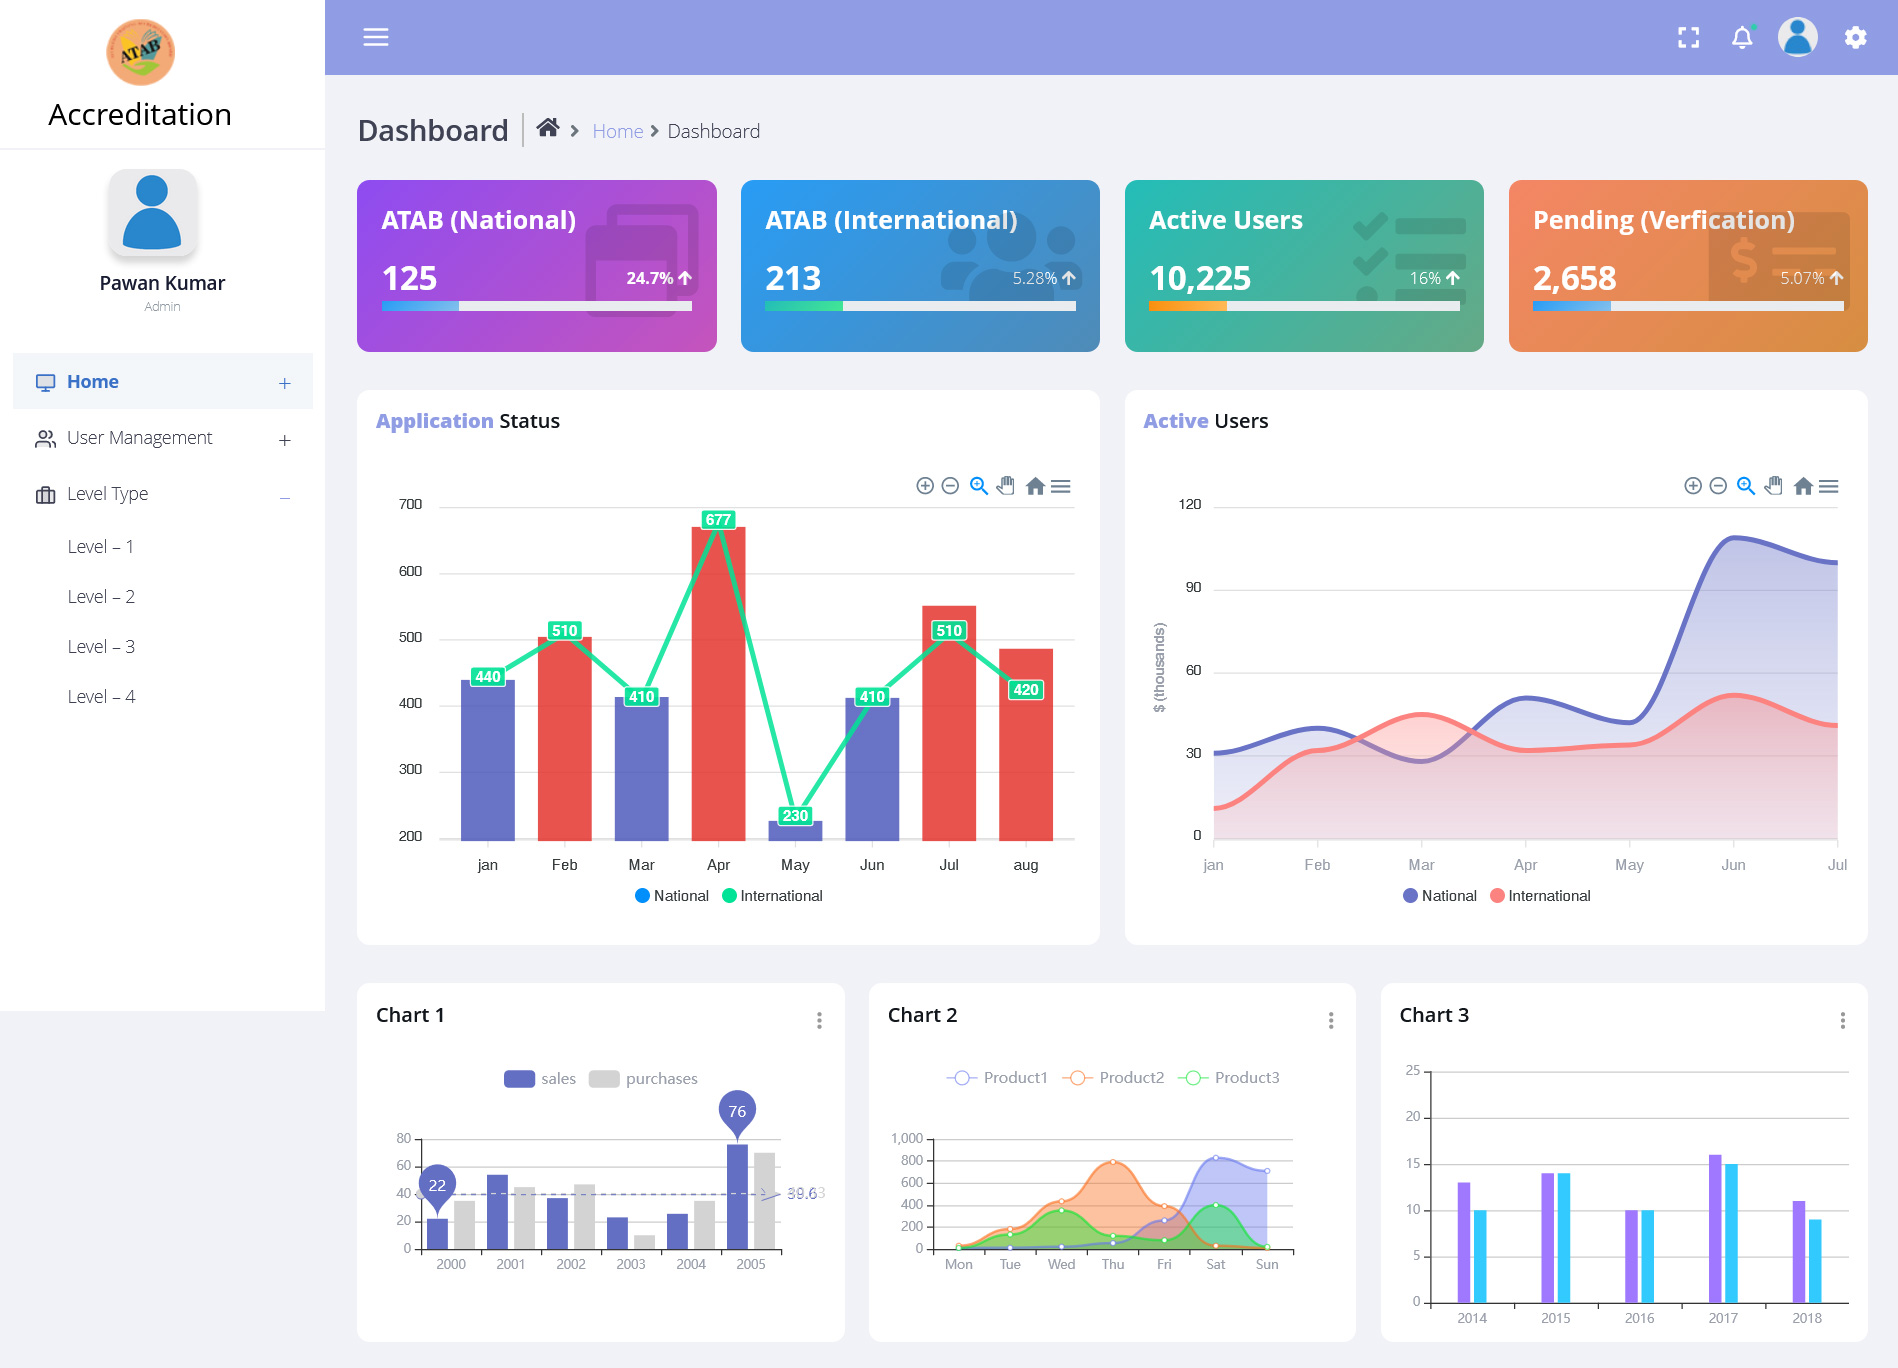 ATAB
Accreditation
Pawan Kumar
Admin
Home +
User Management +
Level Type –
Level – 1
Level – 2
Level – 3
Level – 4
Dashboard Home Dashboard
ATAB (National)
125 24.7%
ATAB (International)
213 5.28%
Active Users
10,225 16%
Pending (Verfication)
2,658 5.07%
Application Status
700
600
500
400
300
200
440 510 410 677 230 410 510 420
jan Feb Mar Apr May Jun Jul aug
National International
Active Users
$ (thousands)
120
90
60
30
0
jan Feb Mar Apr May Jun Jul
National International
Chart 1
sales purchases
76
22
80
60
40
20
0
39.6
2000 2001 2002 2003 2004 2005
Chart 2
Product1 Product2 Product3
1,000
800
600
400
200
0
Mon Tue Wed Thu Fri Sat Sun
Chart 3
25
20
15
10
5
0
2014 2015 2016 2017 2018